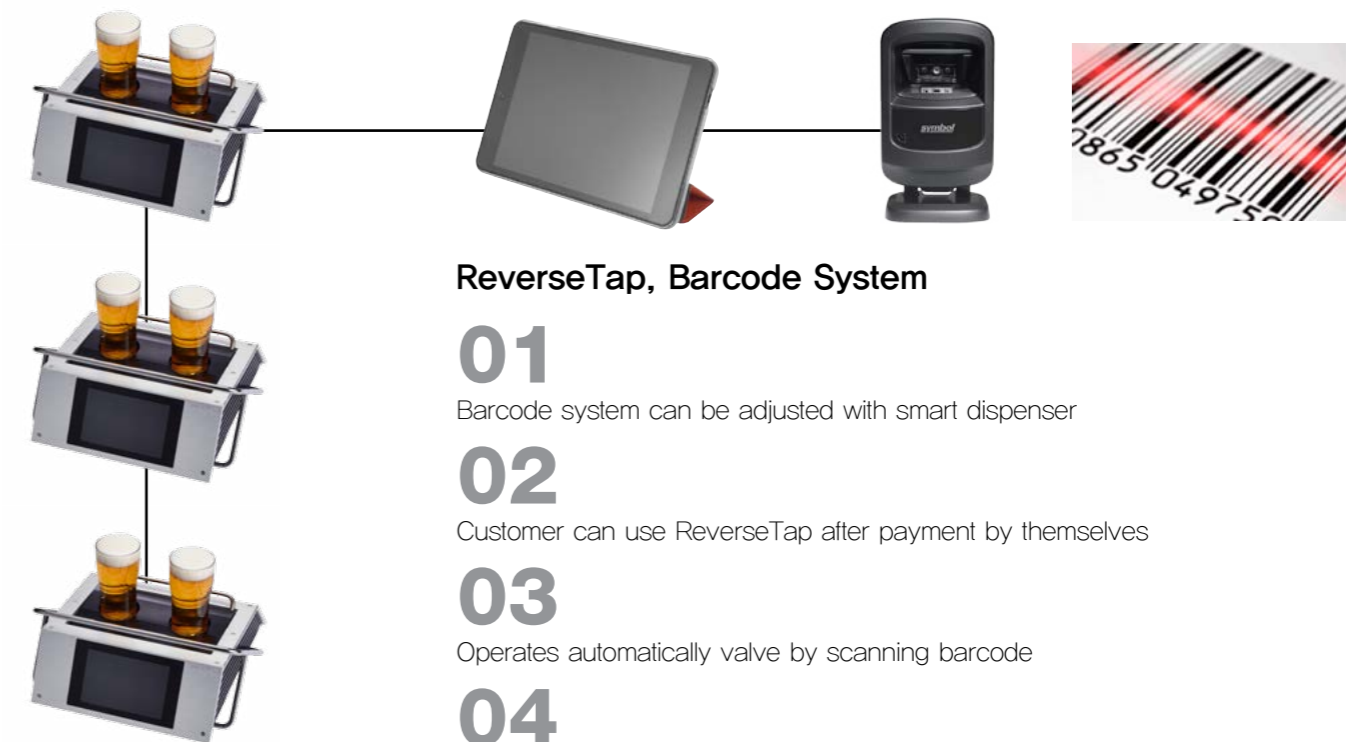 symbol
0865 04975
ReverseTap, Barcode System
01
Barcode system can be adjusted with smart dispenser
02
Customer can use ReverseTap after payment by themselves
03
Operates automatically valve by scanning barcode
04